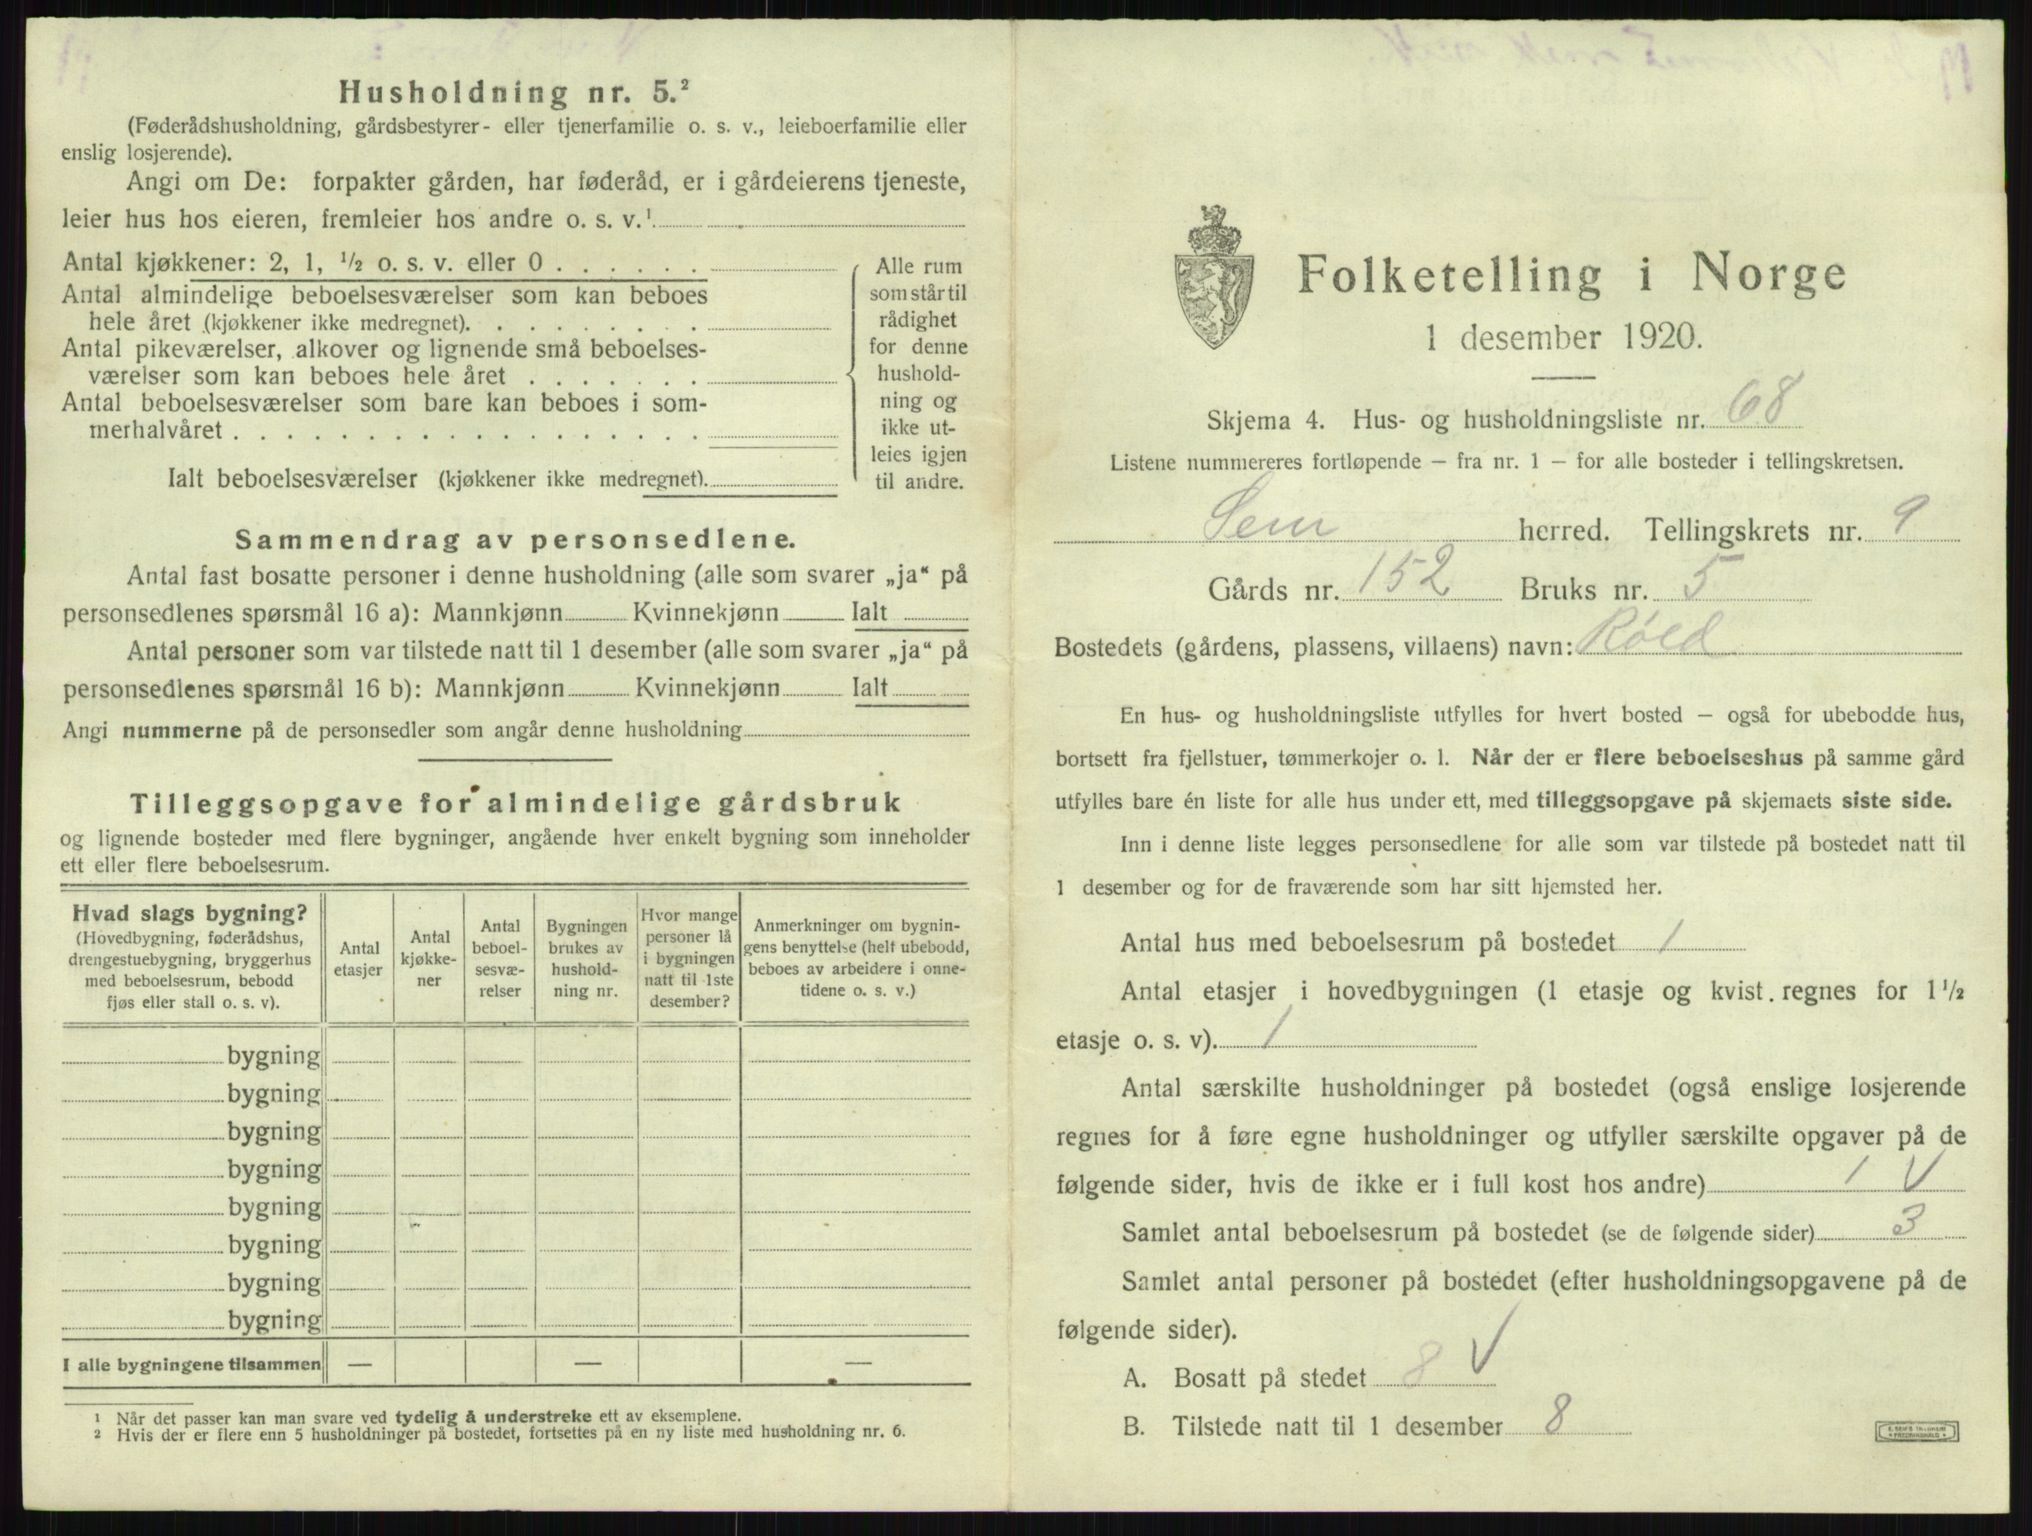 Husholdning nr. 5.²
(Føderådshusholdning, gårdsbestyrer- eller tjenerfamilie o. s. v., leieboerfamilie eller
enslig losjerende).
Angi om De: forpakter gården, har føderåd, er i gårdeierens tjeneste,
leier hus hos eieren, fremleier hos andre o. s. v.¹
Antal kjøkkener: 2, 1, ½ o. s. v. eller 0 . . . . . .
Antal almindelige beboelsesværelser som kan beboes
hele året (kjøkkener ikke medregnet). . . . . . . . .
Antal pikeværelser, alkover og lignende små beboelses-
værelser som kan beboes hele året . . . . . . .
Antal beboelsesværelser som bare kan beboes i som-
merhalvåret . . . . . . . . . . . . . . . . . .
Ialt beboelsesværelser (kjøkkener ikke medregnet).
Alle rum
som står til
rådighet
for denne
hushold-
ning og
ikke ut-
leies igjen
til andre.
Sammendrag av personsedlene.
Antal fast bosatte personer i denne husholdning (alle som svarer „ja“ på
personsedlenes spørsmål 16 a): Mannkjønn Kvinnekjønn Ialt
Antal personer som var tilstede natt til 1 desember (alle som svarer „ja“ på
personsedlenes spørsmål 16 b): Mannkjønn Kvinnekjønn Ialt
Angi nummerne på de personsedler som angår denne husholdning
Tilleggsopgave for almindelige gårdsbruk
og lignende bosteder med flere bygninger, angående hver enkelt bygning som inneholder
ett eller flere beboelsesrum.
Hvad slags bygning?
(Hovedbygning, føderådshus,
drengestuebygning, bryggerhus
med beboelsesrum, bebodd
fjøs eller stall o. s. v).
Antal
etasjer
Antal
kjøkke-
ner
Antal
beboel-
sesvæ-
relser
Bygningen
brukes av
hushold-
ning nr.
Hvor mange
personer lå
i bygningen
natt til 1ste
desember?
Anmerkninger om bygnin-
gens benyttelse (helt ubebodd,
beboes av arbeidere i onne-
tidene o. s. v.)
bygning
bygning
bygning
bygning
bygning
bygning
bygning
bygning
I alle bygningene tilsammen — — —
1 Når det passer kan man svare ved tydelig å understreke ett av eksemplene.
2 Hvis der er flere enn 5 husholdninger på bostedet, fortsettes på en ny liste med husholdning nr. 6.
Folketelling i Norge
1 desember 1920.
Skjema 4. Hus- og husholdningsliste nr. 68
Listene nummereres fortløpende – fra nr. 1 – for alle bosteder i tellingskretsen.
Sem herred. Tellingskrets nr. 9
Gårds nr. 152 Bruks nr. 5
Bostedets (gårdens, plassens, villaens) navn: Røed
En hus- og husholdningsliste utfylles for hvert bosted – også for ubebodde hus,
bortsett fra fjellstuer, tømmerkojer o. l. Når der er flere beboelseshus på samme gård
utfylles bare én liste for alle hus under ett, med tilleggsopgave på skjemaets siste side.
Inn i denne liste legges personsedlene for alle som var tilstede på bostedet natt til
1 desember og for de fraværende som har sitt hjemsted her.
Antal hus med beboelsesrum på bostedet 1
Antal etasjer i hovedbygningen (1 etasje og kvist regnes for 1½
etasje o. s. v). 1
Antal særskilte husholdninger på bostedet (også enslige losjerende
regnes for å føre egne husholdninger og utfyller særskilte opgaver på de
følgende sider, hvis de ikke er i full kost hos andre) 1 V
Samlet antal beboelsesrum på bostedet (se de følgende sider) 3
Samlet antal personer på bostedet (efter husholdningsopgavene på de
følgende sider).
A. Bosatt på stedet 8 V
B. Tilstede natt til 1 desember 8